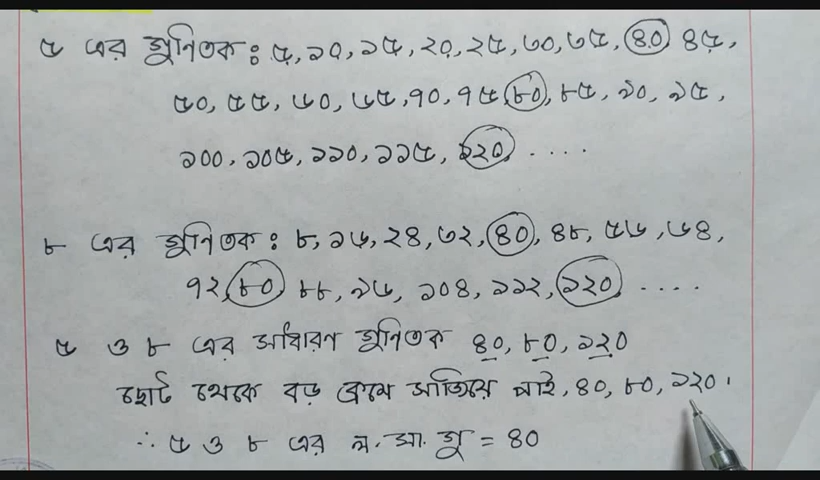 ৫ এর গুনিতক : ৫, ১০, ১৫, ২০, ২৫, ৩০, ৩৫, ৪০ ৪৫,
৫০, ৫৫, ৬০, ৬৫, ৭০, ৭৫, ৮০, ৮৫, ৯০, ৯৫,
১০০, ১০৫, ১১০, ১১৫, ১২০, ....
৮ এর গুনিতক : ৮, ১৬, ২৪, ৩২, ৪০, ৪৮, ৫৬, ৬৪,
৭২, ৮০ ৮৮, ৯৬, ১০৪, ১১২, ১২০, ....
৫ ও ৮ এর সাধারণ গুনিতক ৪০, ৮০, ১২০
ছোট থেকে বড় ক্রমে সাজিয়ে পাই, ৪০, ৮০, ১২০।
∴ ৫ ও ৮ এর ল. সা. গু = ৪০